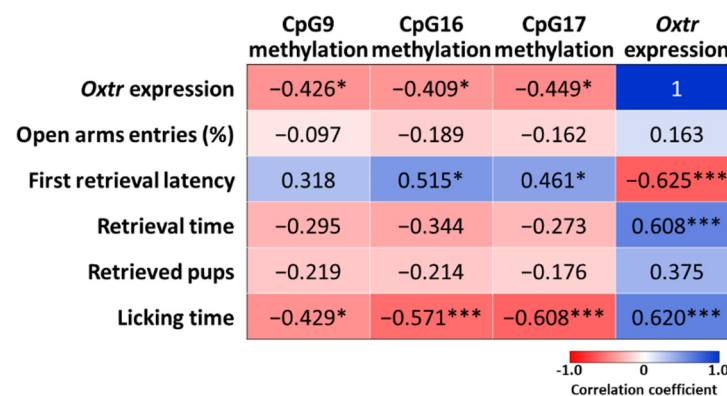 CpG9 CpG16 CpG17 Oxtr
methylation methylation methylation expression
Oxtr expression −0.426* −0.409* −0.449* 1
Open arms entries (%) −0.097 −0.189 −0.162 0.163
First retrieval latency 0.318 0.515* 0.461* −0.625***
Retrieval time −0.295 −0.344 −0.273 0.608***
Retrieved pups −0.219 −0.214 −0.176 0.375
Licking time −0.429* −0.571*** −0.608*** 0.620***
-1.0 0 1.0
Correlation coefficient